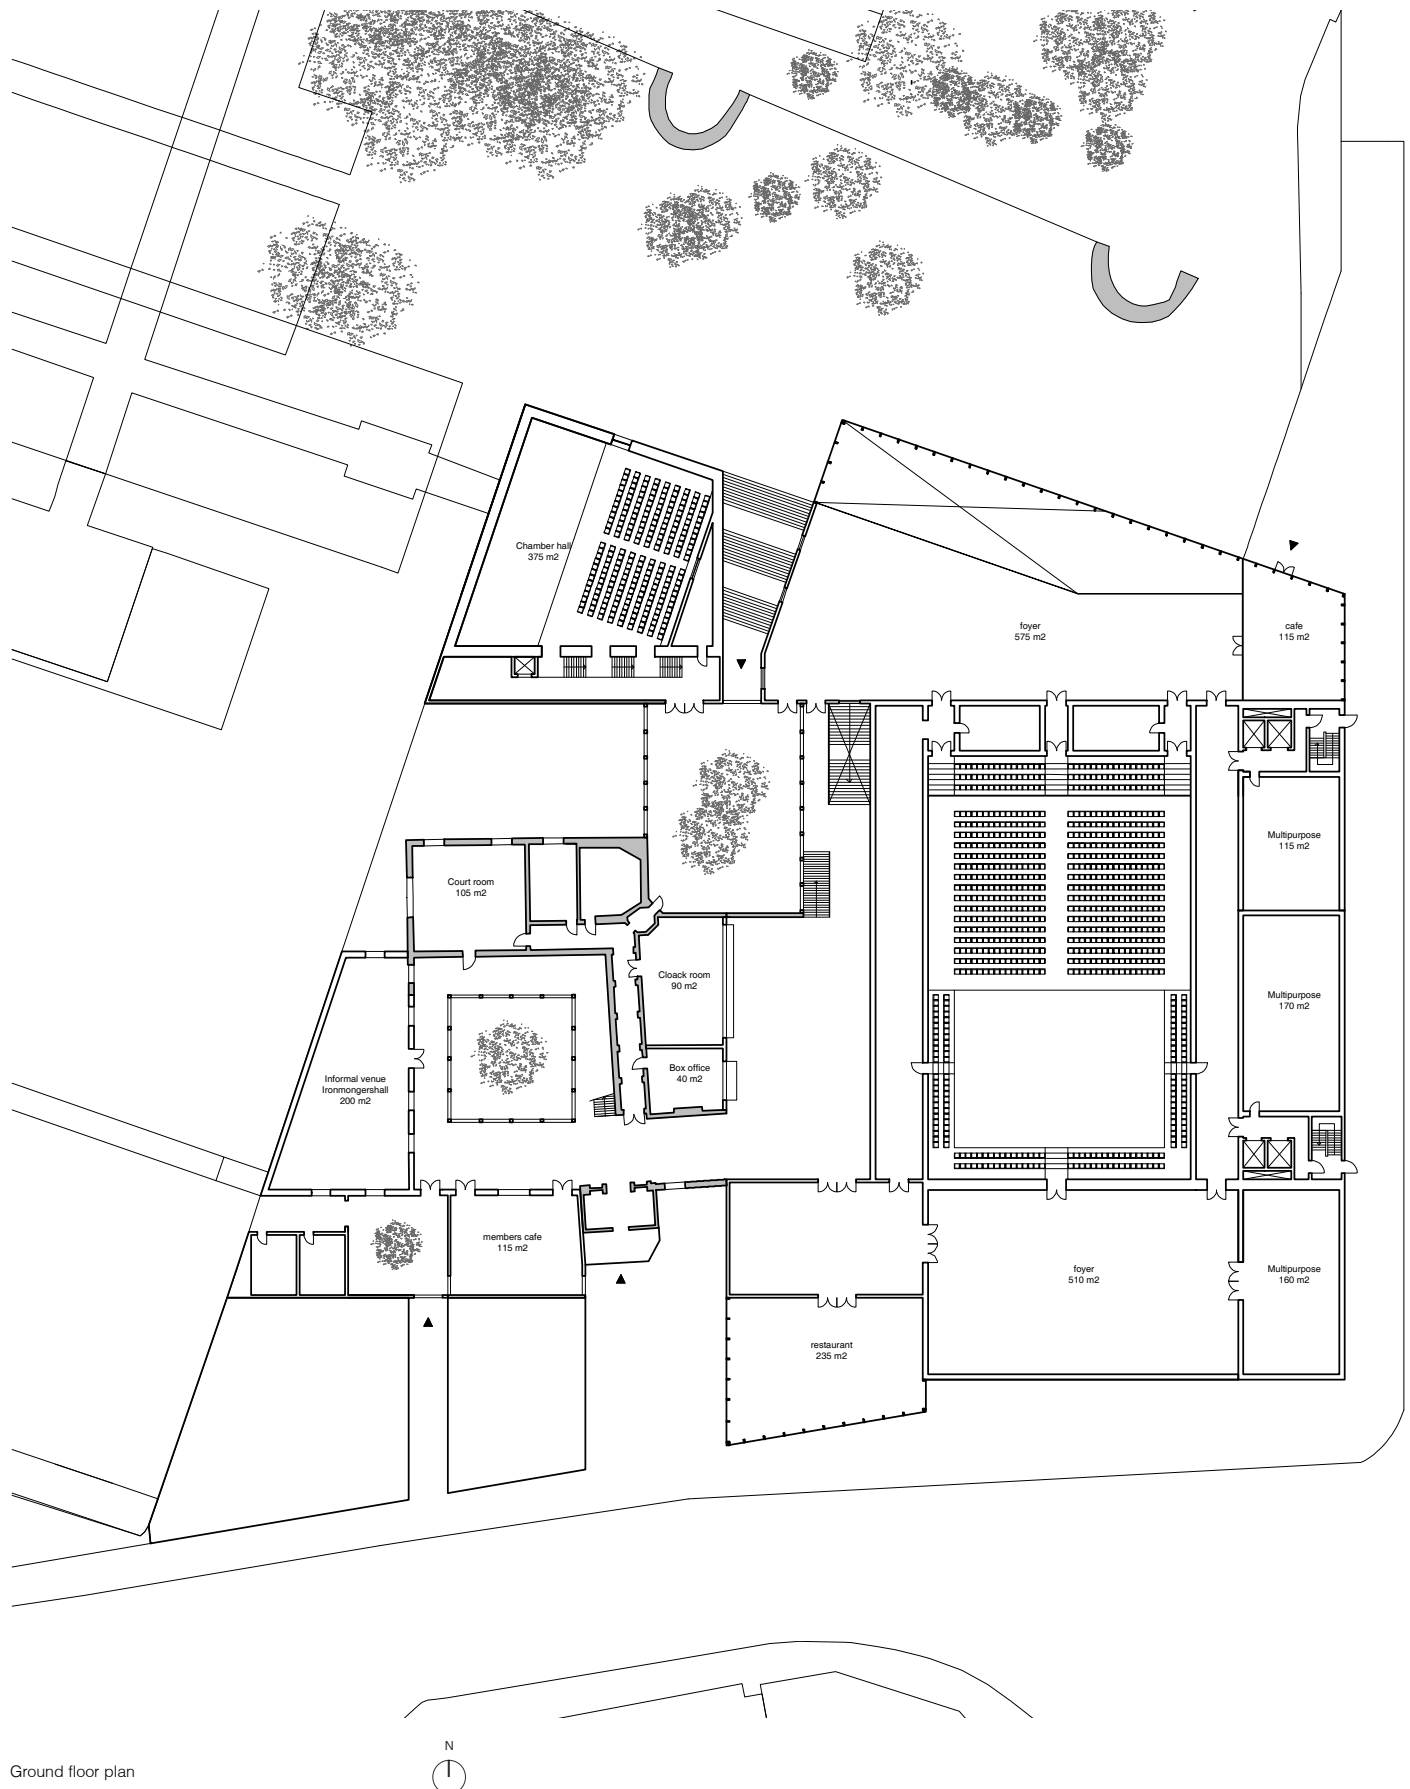 Chamber hall
375 m2
foyer
575 m2
cafe
115 m2
Multipurpose
115 m2
Court room
105 m2
Cloack room
90 m2
Multipurpose
170 m2
Box office
40 m2
Informal venue
Ironmongershall
200 m2
members cafe
115 m2
foyer
510 m2
Multipurpose
160 m2
restaurant
235 m2
N
Ground floor plan